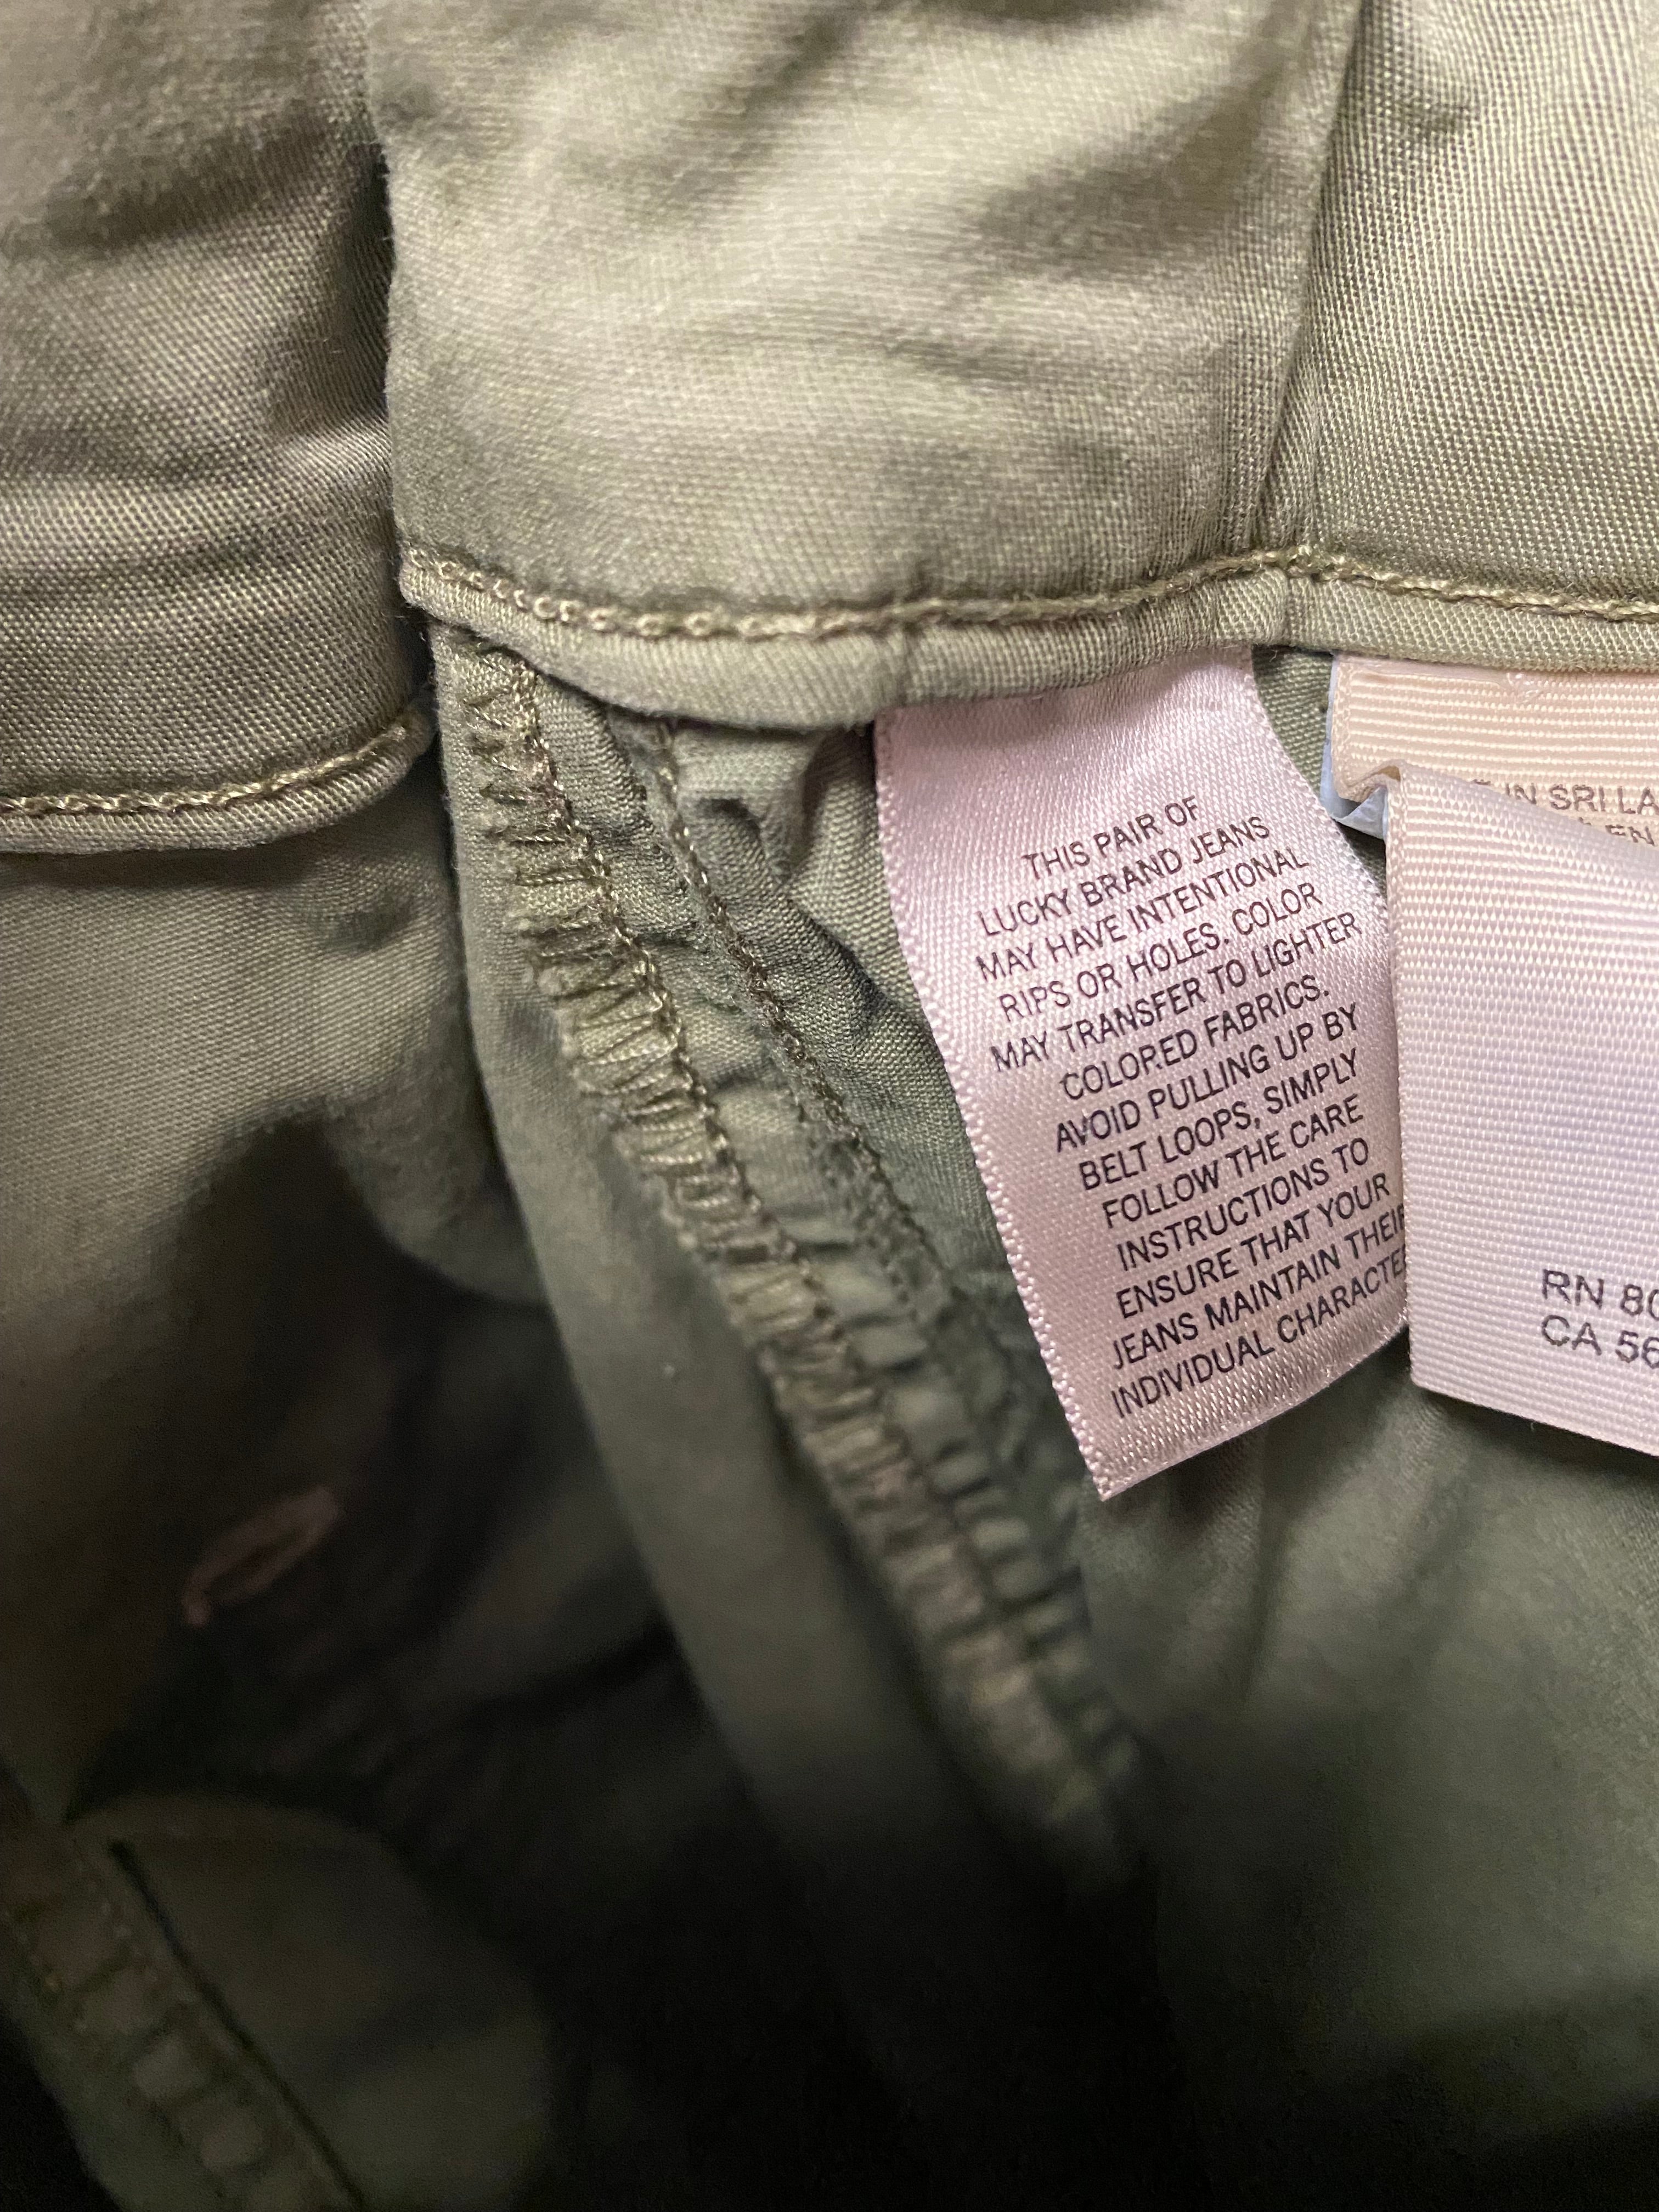 THIS PAIR OF
LUCKY BRAND JEANS
MAY HAVE INTENTIONAL
RIPS OR HOLES. COLOR
MAY TRANSFER TO LIGHTER
COLORED FABRICS.
AVOID PULLING UP BY
BELT LOOPS, SIMPLY
FOLLOW THE CARE
INSTRUCTIONS TO
ENSURE THAT YOUR
JEANS MAINTAIN THEIR
INDIVIDUAL CHARACTE
IN SRI LA
RN 80
CA 56